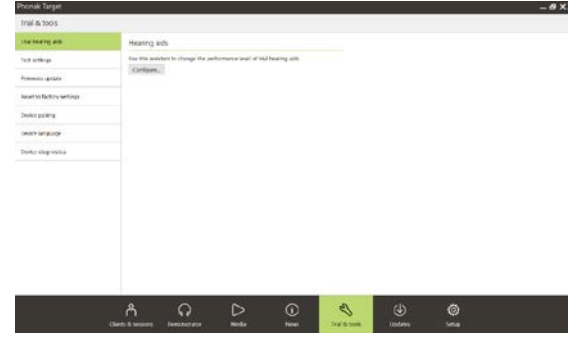 Phonak Target
Trial & tools
Trial hearing aids
Test settings
Firmware update
Reset to factory settings
Device pairing
Device language
Device diagnostics
Hearing aids
Use this assistant to change the performance level of trial hearing aids
Configure...
Clients & sessions
Demonstrator
Media
News
Trial & tools
Updates
Setup